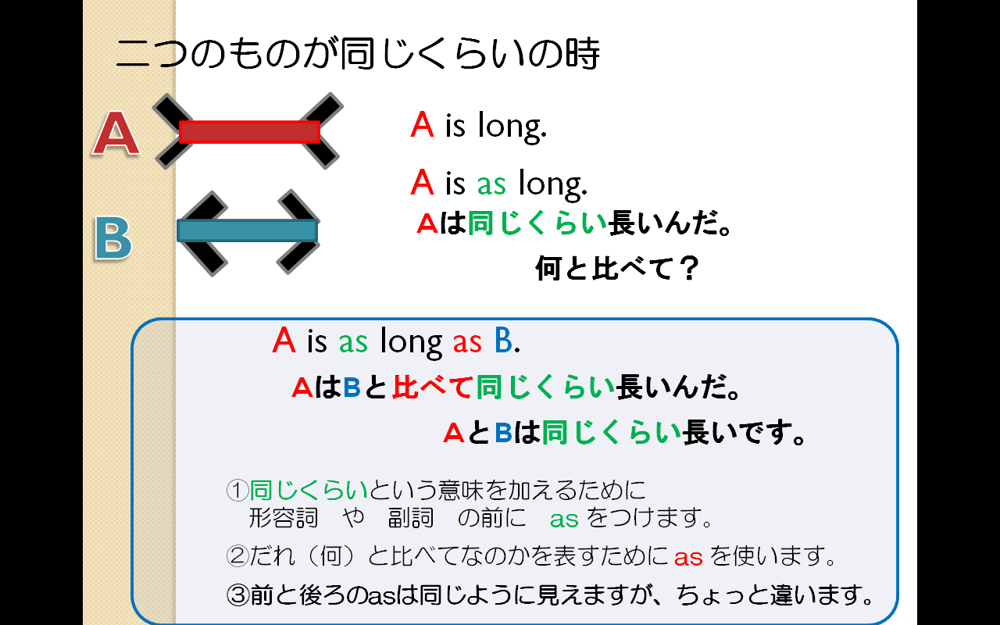 二つのものが同じくらいの時
A
A is long.
A is as long.
Aは同じくらい長いんだ。
B
何と比べて？
A is as long as B.
AはBと比べて同じくらい長いんだ。
AとBは同じくらい長いです。
①同じくらいという意味を加えるために
形容詞　や　副詞　の前に　as をつけます。
②だれ（何）と比べてなのかを表すために as を使います。
③前と後ろのasは同じように見えますが、ちょっと違います。